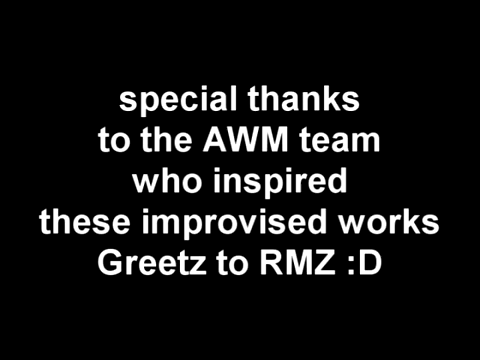 special thanks
to the AWM team
who inspired
these improvised works
Greetz to RMZ :D